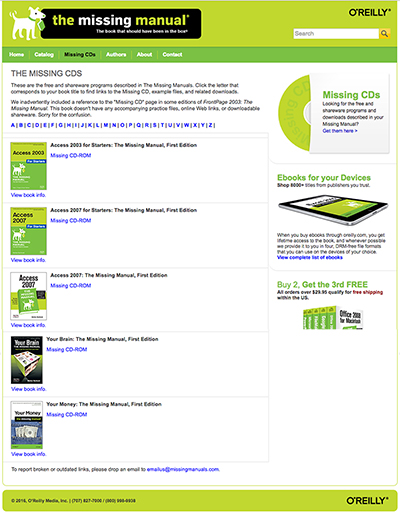 the missing manual®
The book that should have been in the box®
O'REILLY®
Search
Home Catalog Missing CDs Authors About Contact
THE MISSING CDS
These are the free and shareware programs described in The Missing Manuals. Click the letter that
corresponds to your book title to find links to the Missing CD, example files, and related downloads.
We inadvertently included a reference to the "Missing CD" page in some editions of FrontPage 2003: The
Missing Manual. This book doesn't have any accompanying practice files, online Web links, or downloadable
shareware. Sorry for the confusion.
A | B | C | D | E | F | G | H | I | J | K | L | M | N | O | P | Q | R | S | T | U | V | W | X | Y | Z |
Access 2003 for Starters: The Missing Manual, First Edition
Missing CD-ROM
Access 2003
For Starters
View book info.
Access 2007 for Starters: The Missing Manual, First Edition
Missing CD-ROM
Access
2007
For Starters
View book info.
Access 2007: The Missing Manual, First Edition
Missing CD-ROM
Access
2007
View book info.
Your Brain: The Missing Manual, First Edition
Missing CD-ROM
Your Brain
View book info.
Your Money: The Missing Manual, First Edition
Missing CD-ROM
Your Money
View book info.
To report broken or outdated links, please drop an email to emailus@missingmanuals.com.
Missing CDs
Looking for the free
and shareware
programs and
downloads described in
your Missing Manual?
Get them here >
Ebooks for your Devices
Shop 8000+ titles from publishers you trust.
When you buy ebooks through oreilly.com, you get
lifetime access to the book, and whenever possible
we provide it to you in four, DRM-free file formats
that you can use on the devices of your choice.
View complete list of ebooks
Buy 2, Get the 3rd FREE
All orders over $29.95 qualify for free shipping
within the US.
Office 2008
for Macintosh
© 2016, O'Reilly Media, Inc. | (707) 827-7000 / (800) 998-9938
O'REILLY®